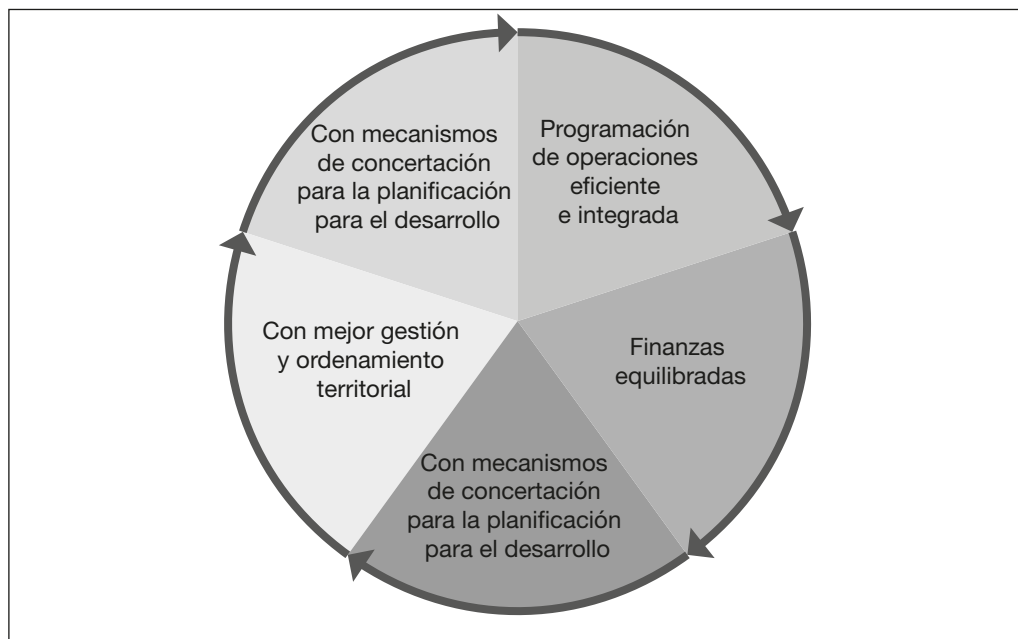 Con mecanismos
de concertación
para la planificación
para el desarrollo
Programación
de operaciones
eficiente
e integrada
Con mejor gestión
y ordenamiento
territorial
Finanzas
equilibradas
Con mecanismos
de concertación
para la planificación
para el desarrollo